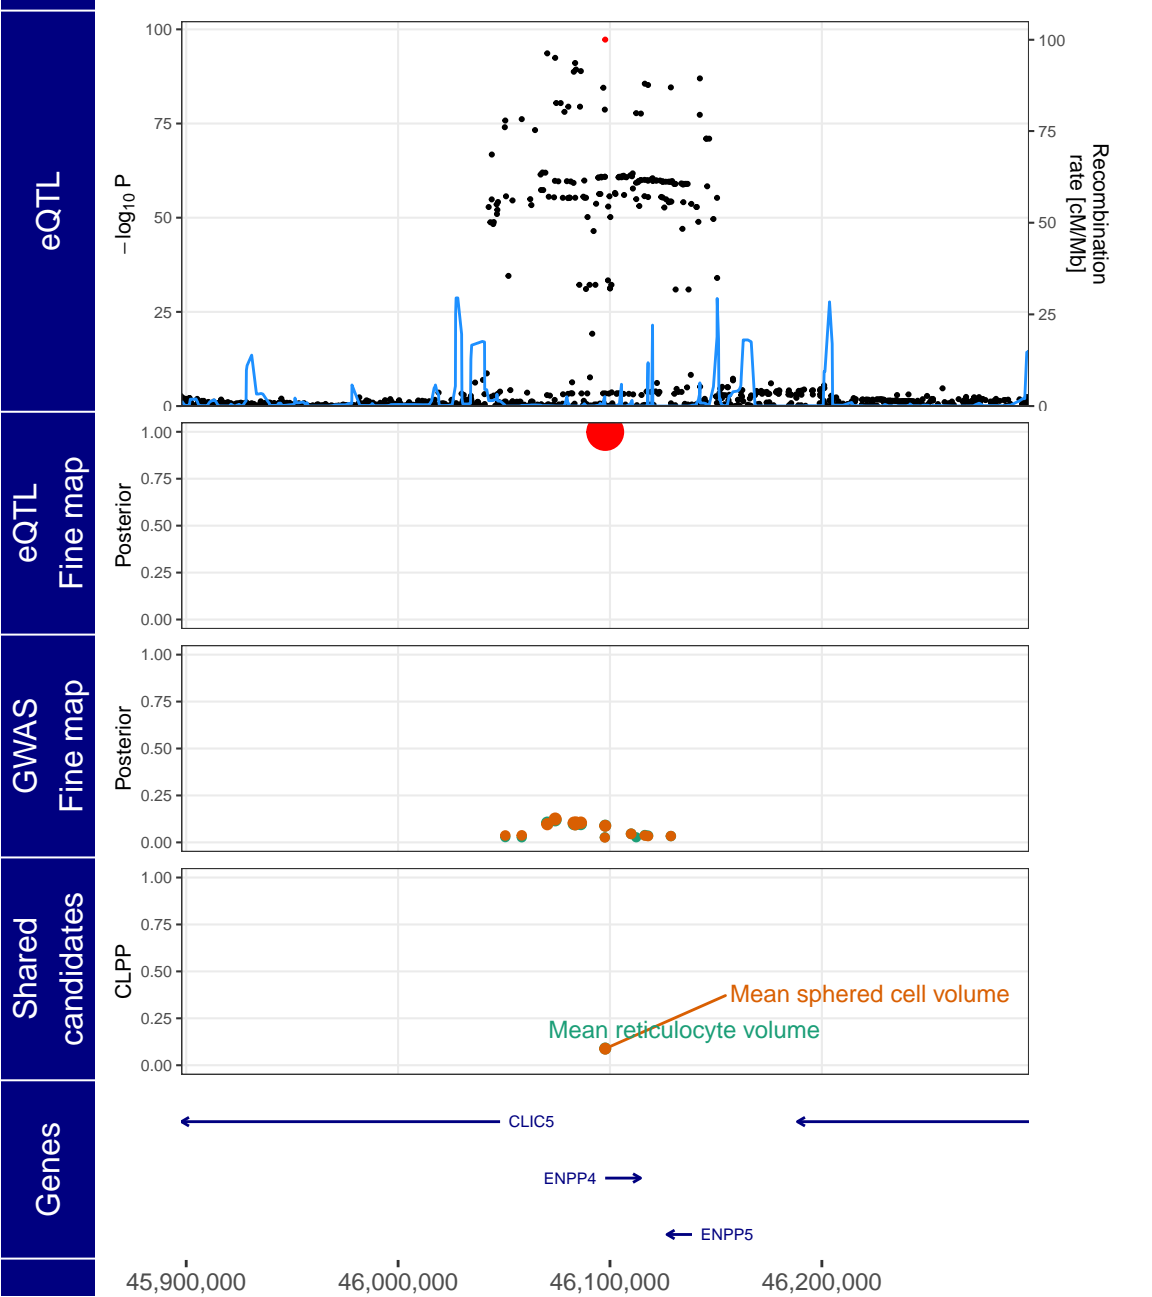 eQTL
−log10 P
100
75
50
25
0
100
75
50
25
0
Recombination
rate [cM/Mb]
eQTL
Fine map
Posterior
1.00
0.75
0.50
0.25
0.00
GWAS
Fine map
Posterior
1.00
0.75
0.50
0.25
0.00
Shared
candidates
CLPP
1.00
0.75
0.50
0.25
0.00
Mean sphered cell volume
Mean reticulocyte volume
Genes
CLIC5
ENPP4
ENPP5
45,900,000 46,000,000 46,100,000 46,200,000